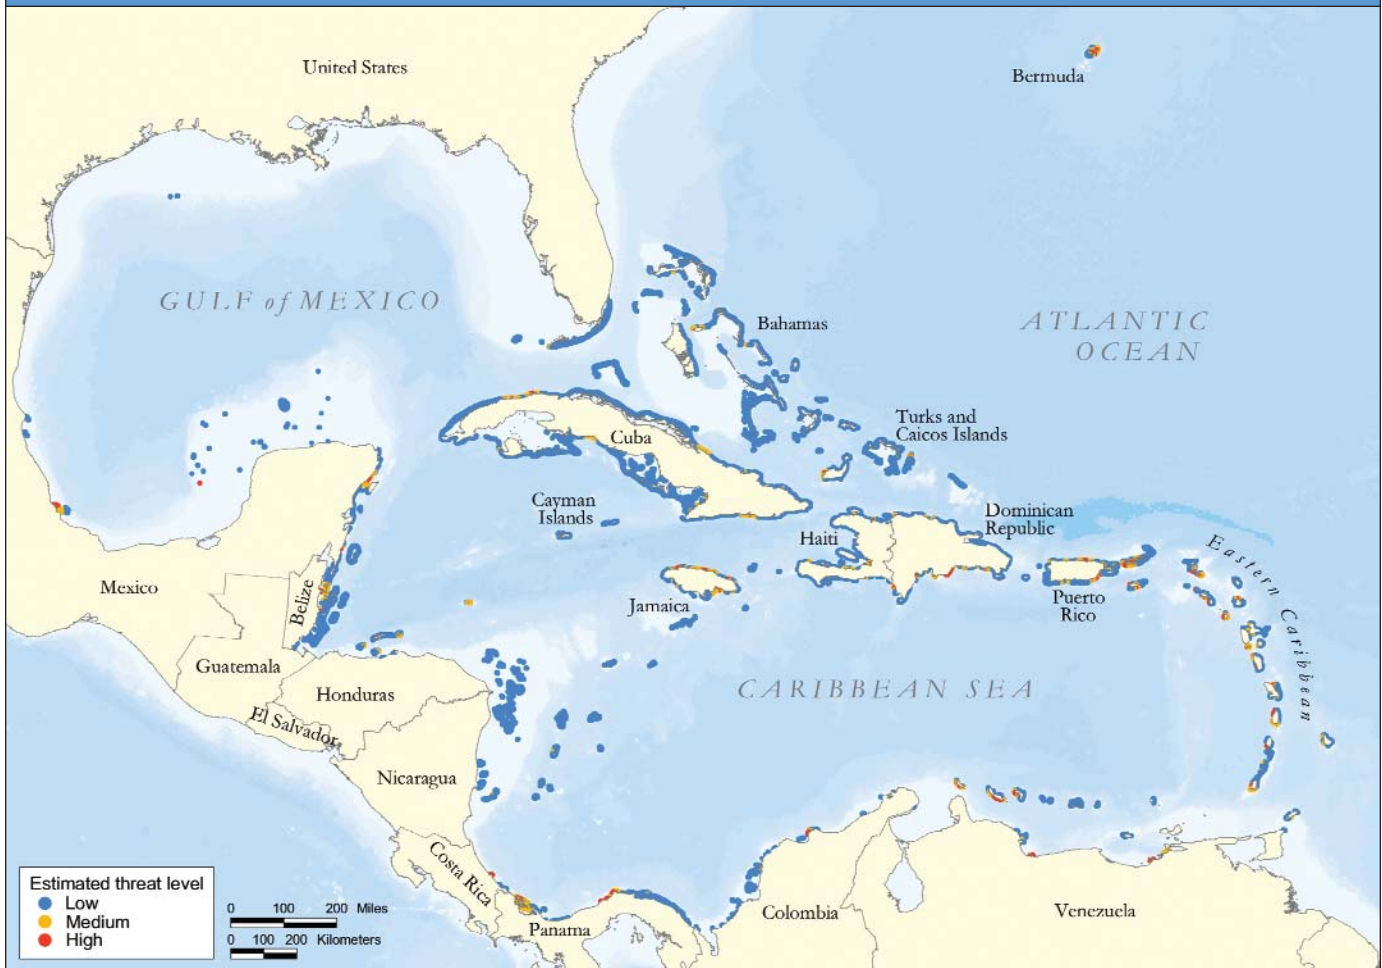 United States
Bermuda
GULF of MEXICO
ATLANTIC
OCEAN
Bahamas
Turks and
Caicos Islands
Cuba
Cayman
Islands
Dominican
Republic
Haiti
Eastern Caribbean
Mexico
Belize
Jamaica
Puerto
Rico
Guatemala
Honduras
CARIBBEAN SEA
El Salvador
Nicaragua
Costa Rica
Panama
Colombia
Venezuela
Estimated threat level
Low
Medium
High
0 100 200 Miles
0 100 200 Kilometers